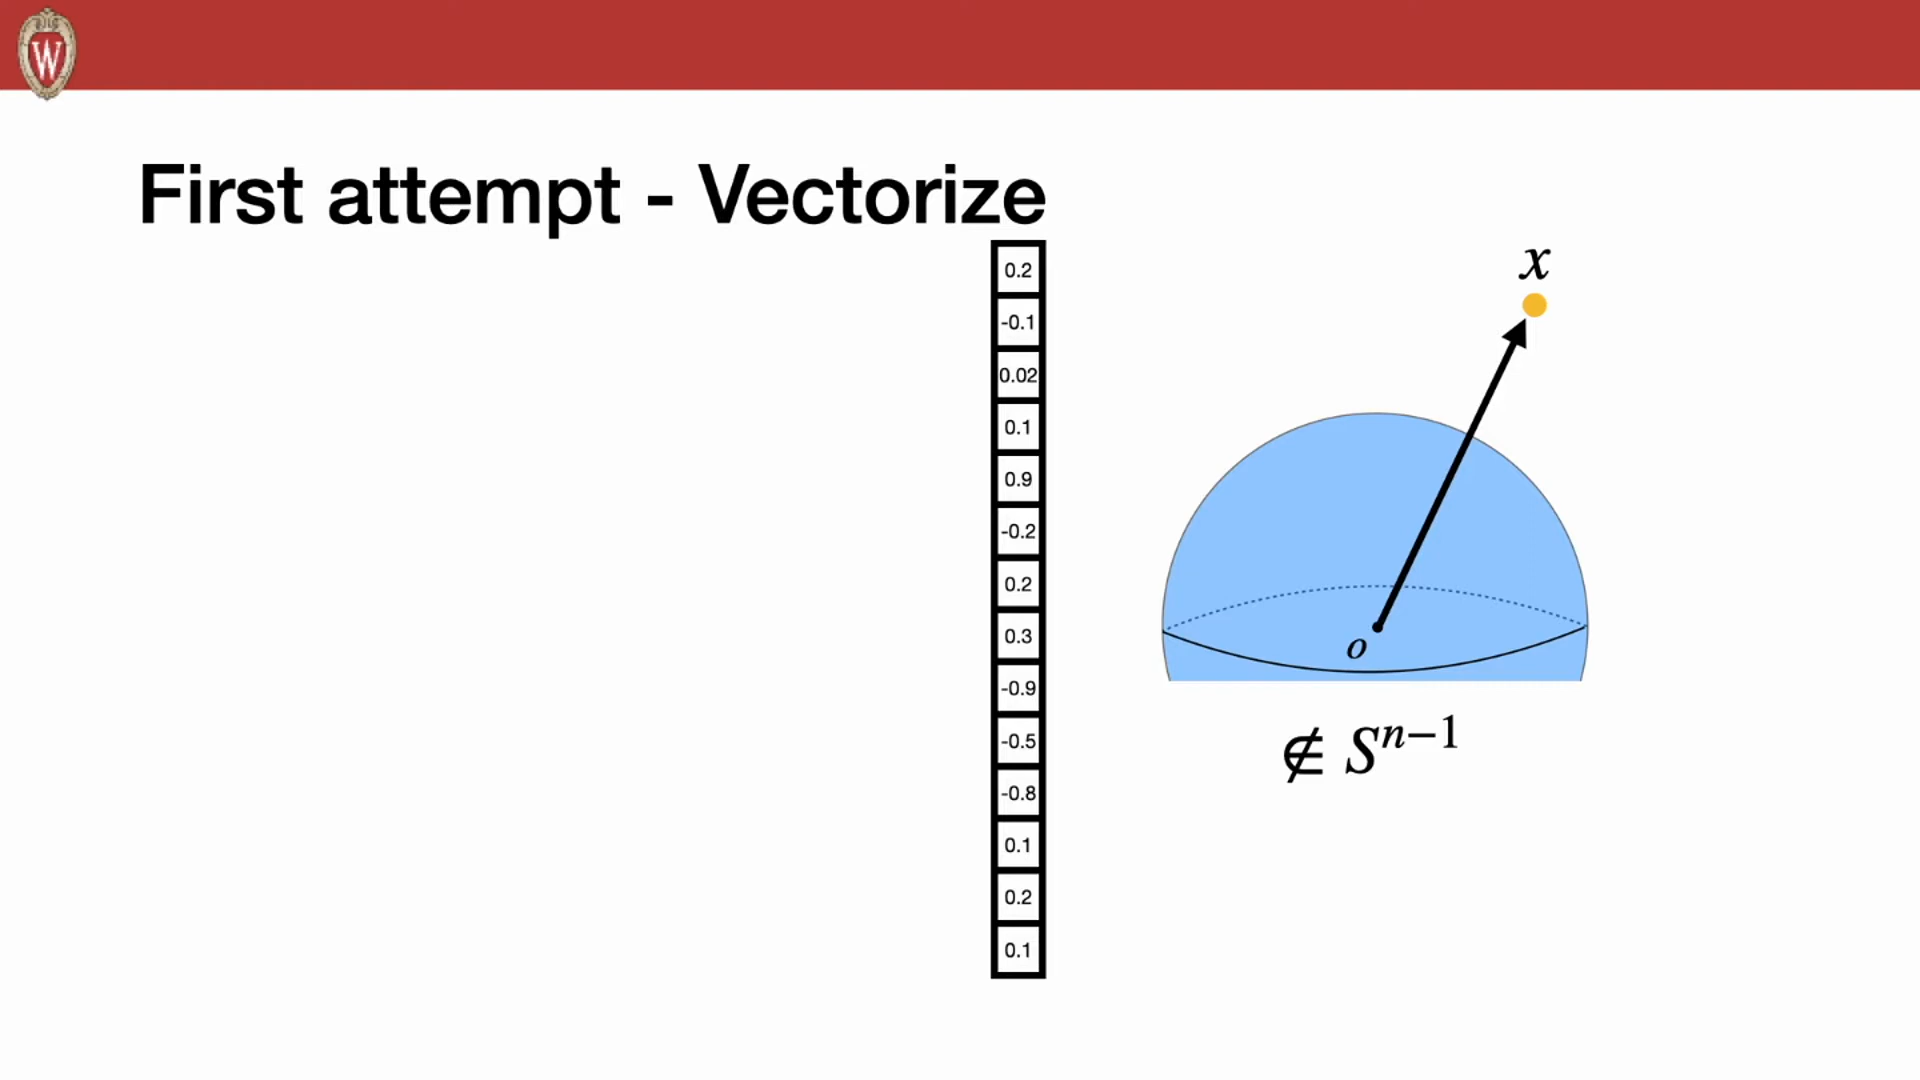 W
First attempt - Vectorize
0.2
-0.1
0.02
0.1
0.9
-0.2
0.2
0.3
-0.9
-0.5
-0.8
0.1
0.2
0.1
x
o
∉ Sⁿ⁻¹